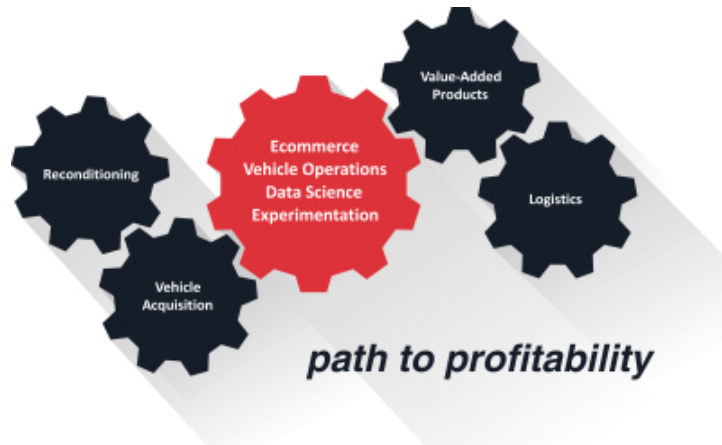 Value-Added
Products
Ecommerce
Vehicle Operations
Data Science
Experimentation
Reconditioning
Logistics
Vehicle
Acquisition
path to profitability